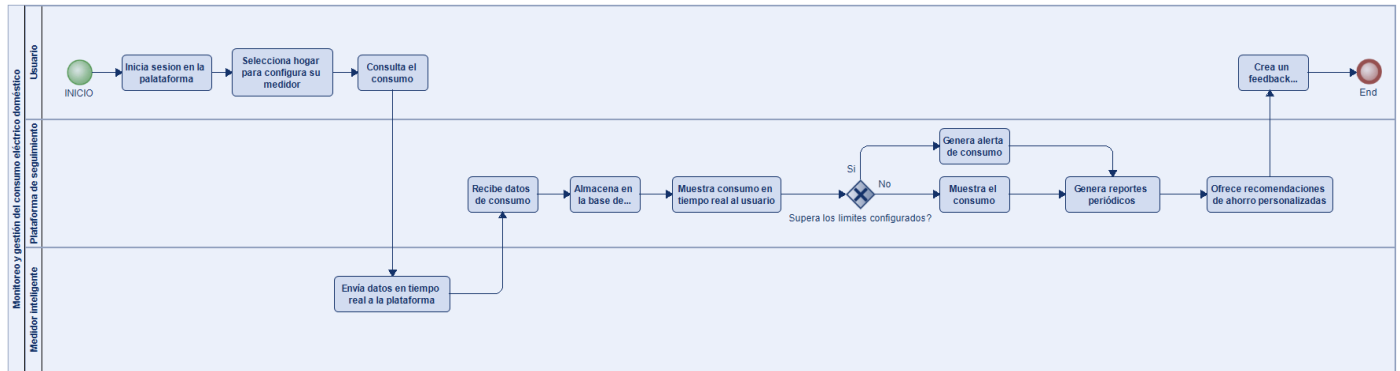 Monitoreo y gestión del consumo eléctrico doméstico
Usuario
INICIO
Inicia sesion en la
palataforma
Selecciona hogar
para configura su
medidor
Consulta el
consumo
Crea un
feedback...
End
Plataforma de seguimiento
Recibe datos
de consumo
Almacena en
la base de...
Muestra consumo en
tiempo real al usuario
Supera los limites configurados?
Si
No
Genera alerta
de consumo
Muestra el
consumo
Genera reportes
periódicos
Ofrece recomendaciones
de ahorro personalizadas
Medidor inteligente
Envía datos en tiempo
real a la plataforma